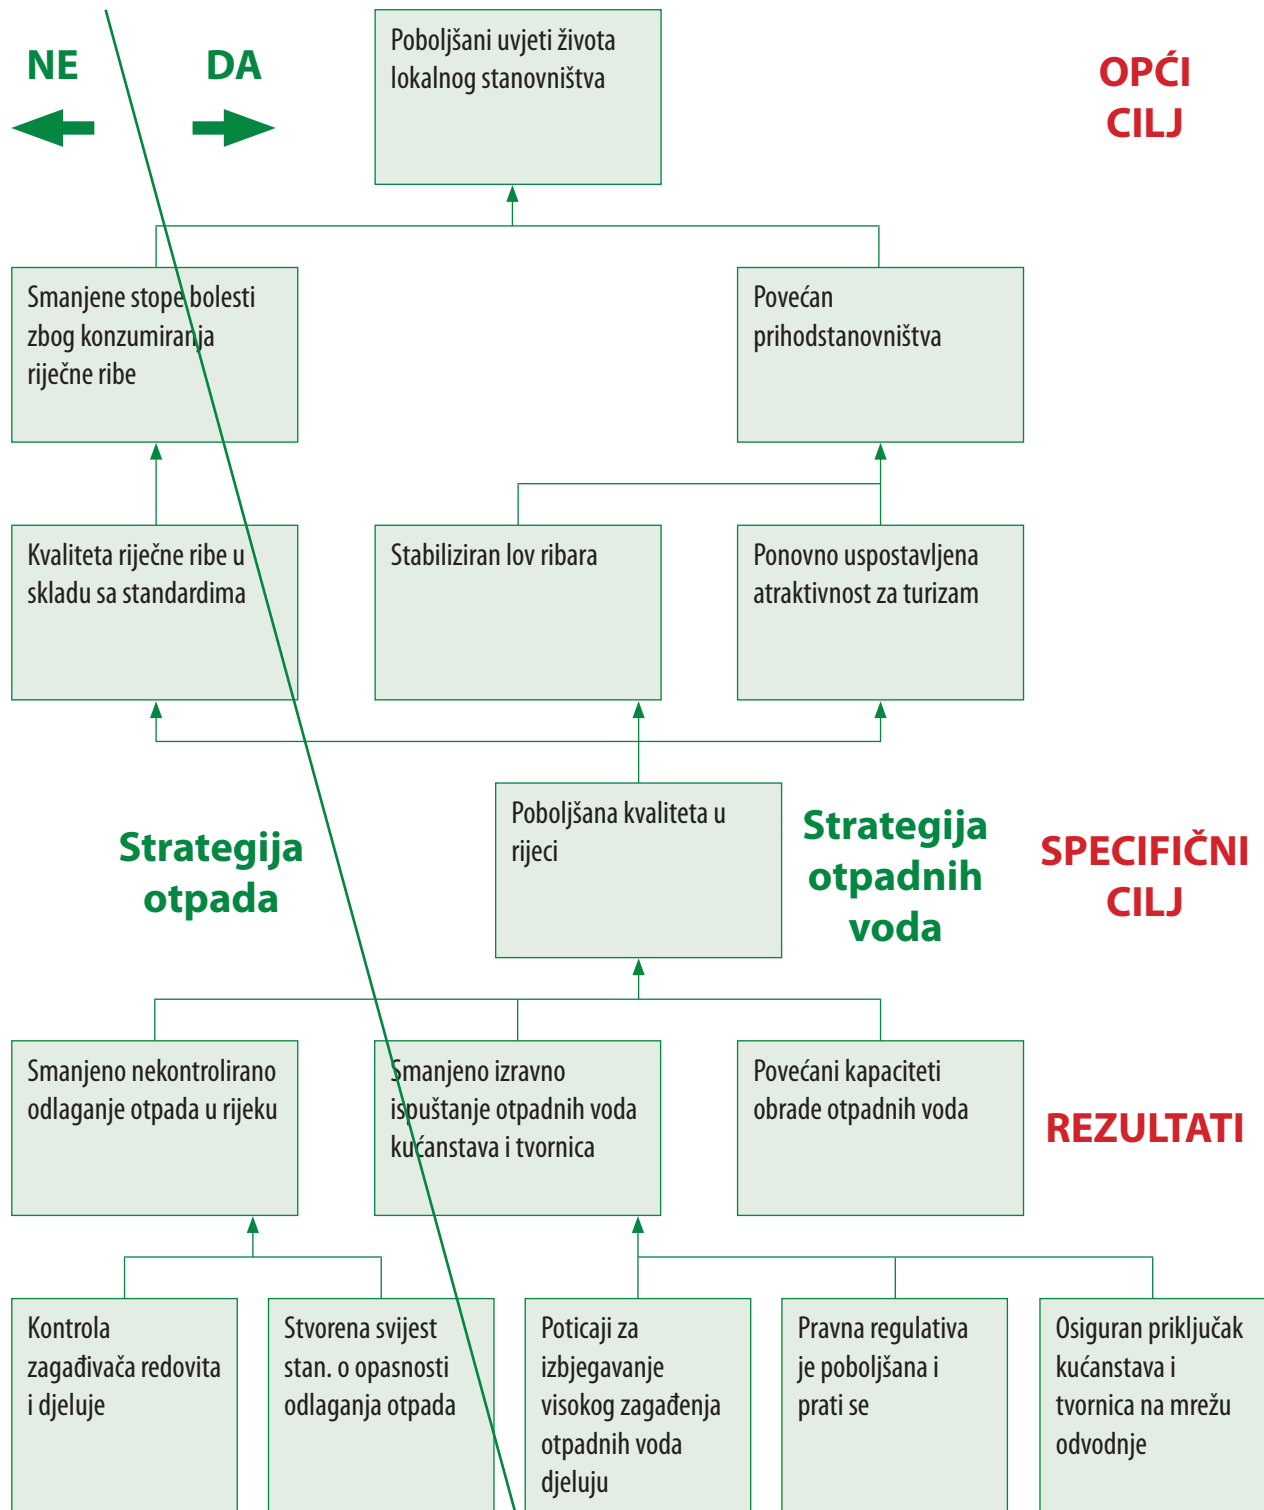 NE
DA
Poboljšani uvjeti života
lokalnog stanovništva
OPĆI
CILJ
Smanjene stope bolesti
zbog konzumiranja
riječne ribe
Povećan
prihodstanovništva
Kvaliteta riječne ribe u
skladu sa standardima
Stabiliziran lov ribara
Ponovno uspostavljena
atraktivnost za turizam
Strategija
otpada
Poboljšana kvaliteta u
rijeci
Strategija
otpadnih
voda
SPECIFIČNI
CILJ
Smanjeno nekontrolirano
odlaganje otpada u rijeku
Smanjeno izravno
ispuštanje otpadnih voda
kućanstava i tvornica
Povećani kapaciteti
obrade otpadnih voda
REZULTATI
Kontrola
zagađivača redovita
i djeluje
Stvorena svijest
stan. o opasnosti
odlaganja otpada
Poticaji za
izbjegavanje
visokog zagađenja
otpadnih voda
djeluju
Pravna regulativa
je poboljšana i
prati se
Osiguran priključak
kućanstava i
tvornica na mrežu
odvodnje